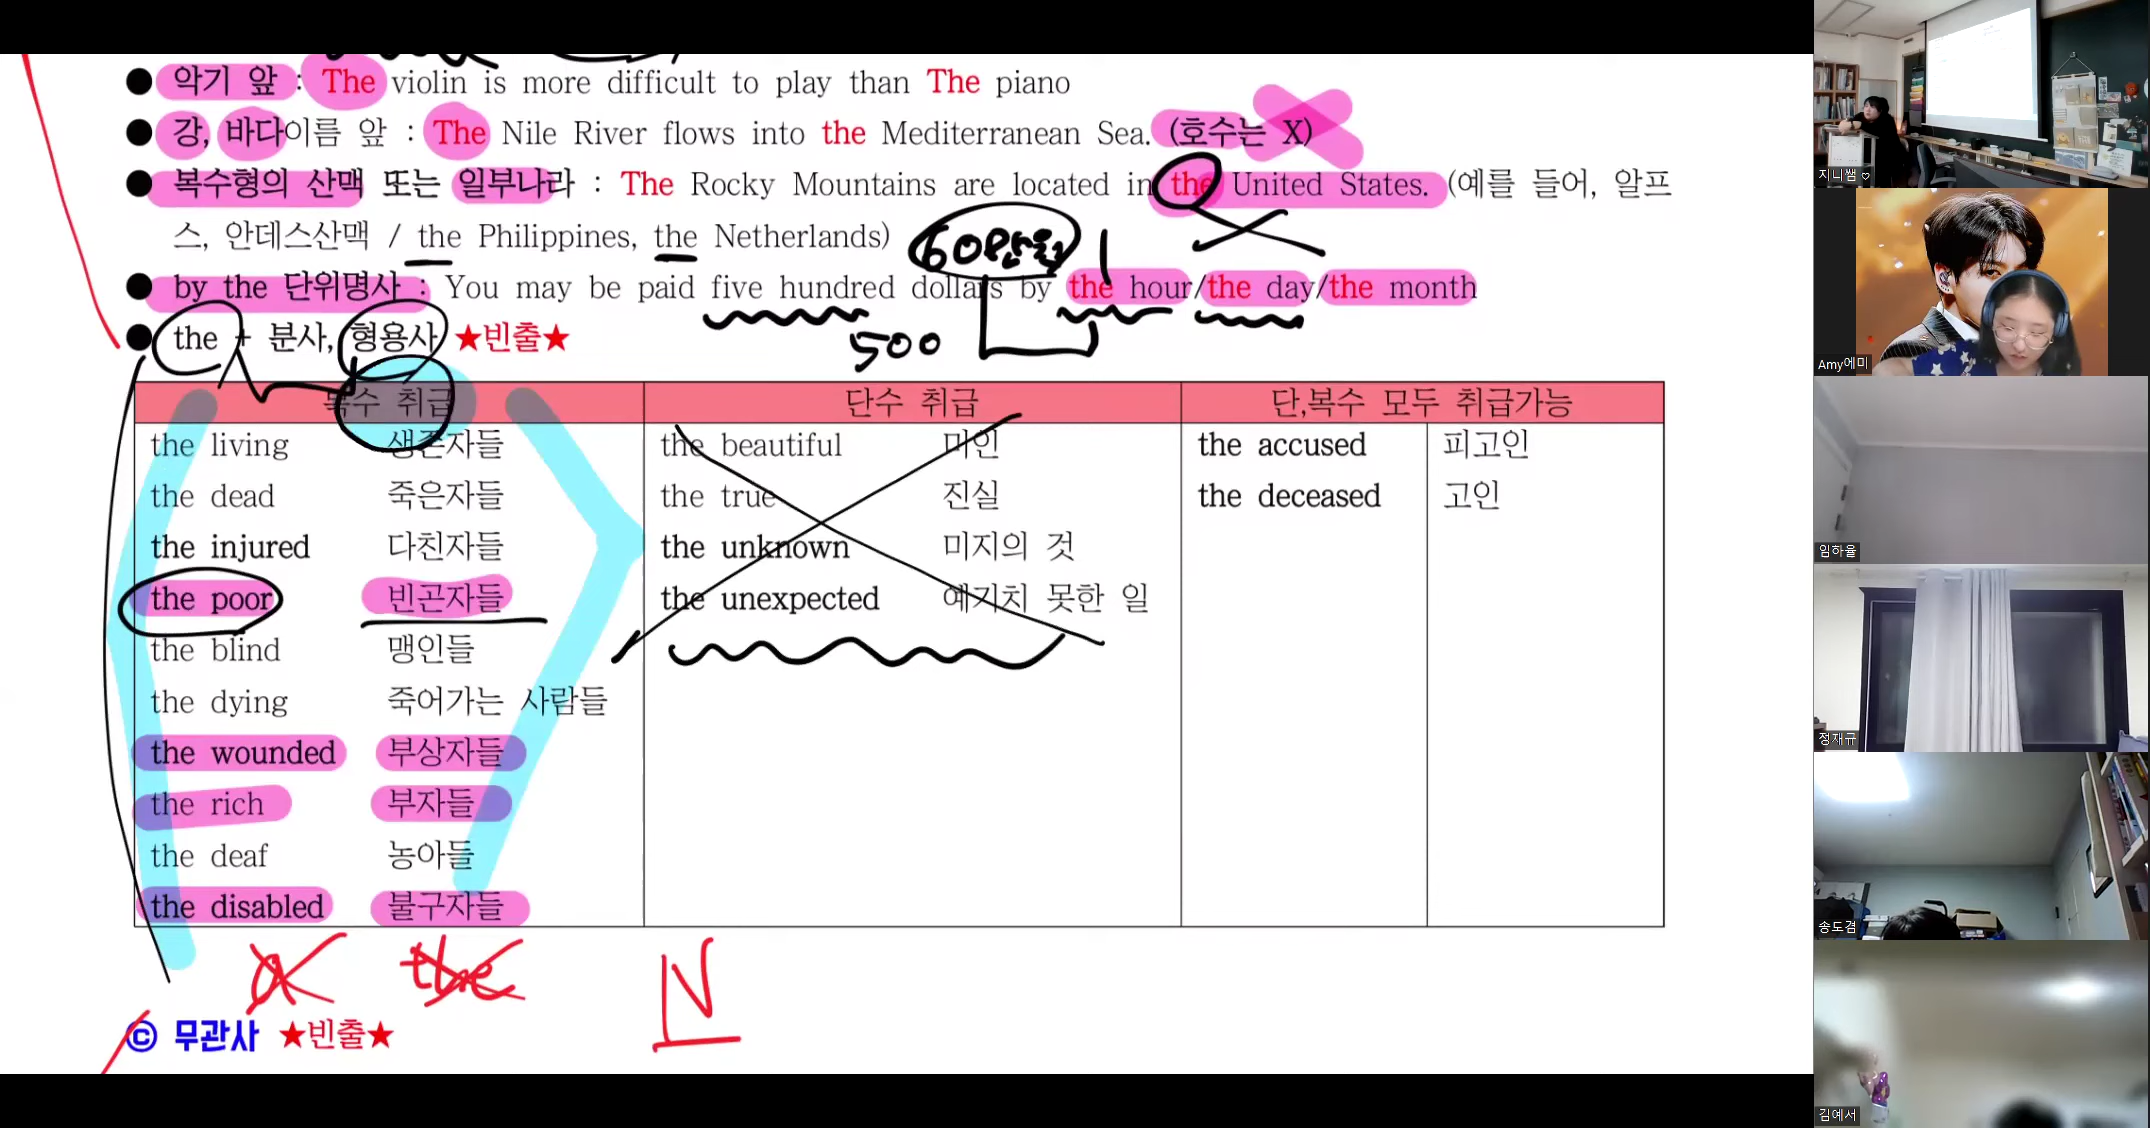 ● 악기 앞 : The violin is more difficult to play than The piano
● 강, 바다이름 앞 : The Nile River flows into the Mediterranean Sea. (호수는 X)
● 복수형의 산맥 또는 일부나라 : The Rocky Mountains are located in the United States. (예를 들어, 알프
스, 안데스산맥 / the Philippines, the Netherlands)
60만원
● by the 단위명사 : You may be paid five hundred dollars by the hour/the day/the month
● the + 분사, 형용사 ★빈출★
500
복수 취급 단수 취급 단,복수 모두 취급가능
the living 생존자들 the beautiful 미인 the accused 피고인
the dead 죽은자들 the true 진실 the deceased 고인
the injured 다친자들 the unknown 미지의 것
the poor 빈곤자들 the unexpected 예기치 못한 일
the blind 맹인들
the dying 죽어가는 사람들
the wounded 부상자들
the rich 부자들
the deaf 농아들
the disabled 불구자들
a the N
ⓒ 무관사 ★빈출★
지니쌤♡
Amy에미
임하율
정재규
송도겸
김예서